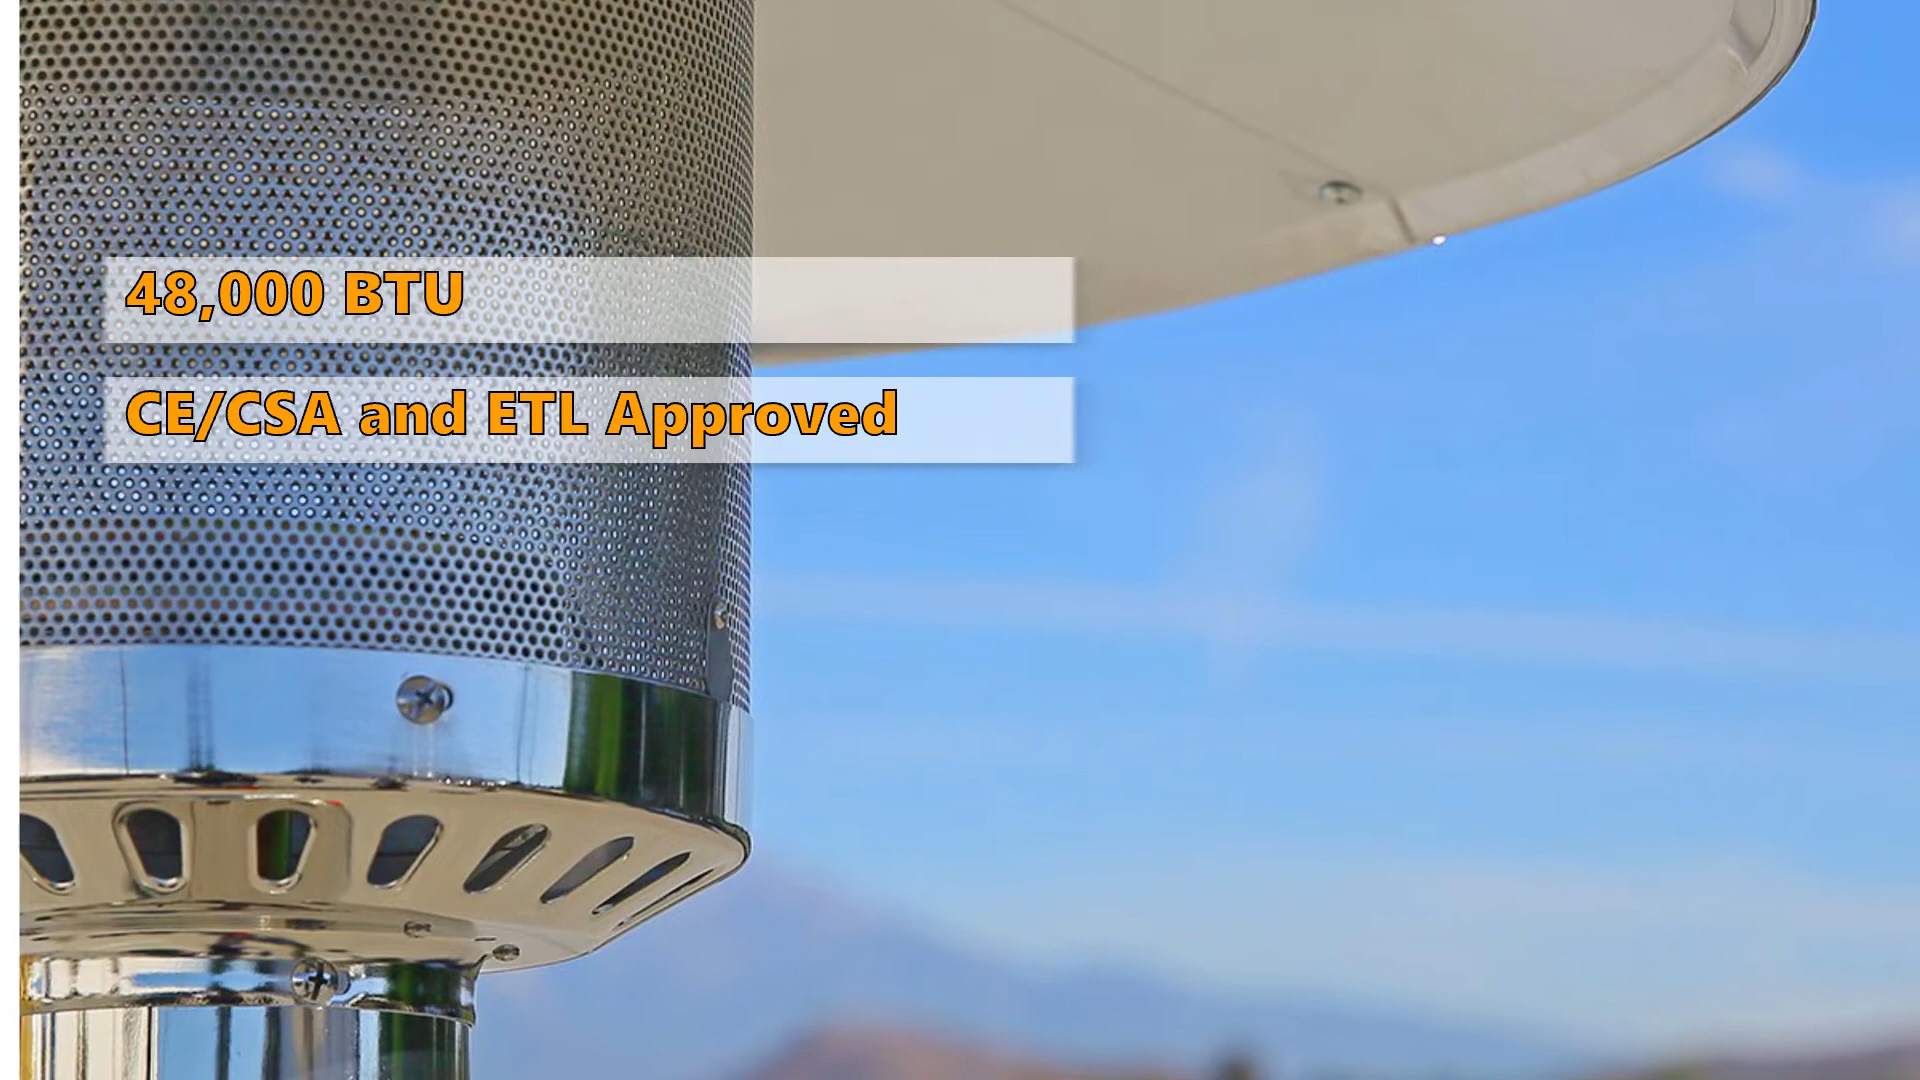 48,000 BTU
CE/CSA and ETL Approved